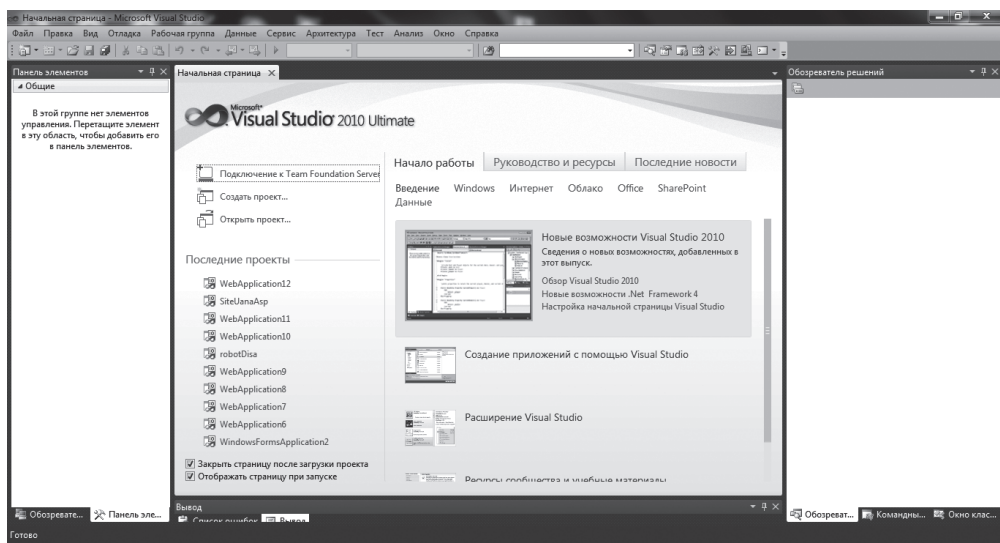 Начальная страница - Microsoft Visual Studio
Файл Правка Вид Отладка Рабочая группа Данные Сервис Архитектура Тест Анализ Окно Справка
Панель элементов
Общие
В этой группе нет элементов
управления. Перетащите элемент
в эту область, чтобы добавить его
в панель элементов.
Обозревате...
Панель эле...
Начальная страница
Microsoft
Visual Studio 2010 Ultimate
Подключение к Team Foundation Server
Создать проект...
Открыть проект...
Последние проекты
WebApplication12
SiteUanaAsp
WebApplication11
WebApplication10
robotDisa
WebApplication9
WebApplication8
WebApplication7
WebApplication6
WindowsFormsApplication2
Закрыть страницу после загрузки проекта
Отображать страницу при запуске
Начало работы Руководство и ресурсы Последние новости
Введение Windows Интернет Облако Office SharePoint
Данные
Новые возможности Visual Studio 2010
Сведения о новых возможностях, добавленных в
этот выпуск.
Обзор Visual Studio 2010
Новые возможности .Net Framework 4
Настройка начальной страницы Visual Studio
Создание приложений с помощью Visual Studio
Расширение Visual Studio
Ресурсы сообщества и учебные материалы
Вывод
Список ошибок Вывод
Обозреватель решений
Обозреват... Командны... Окно клас...
Готово